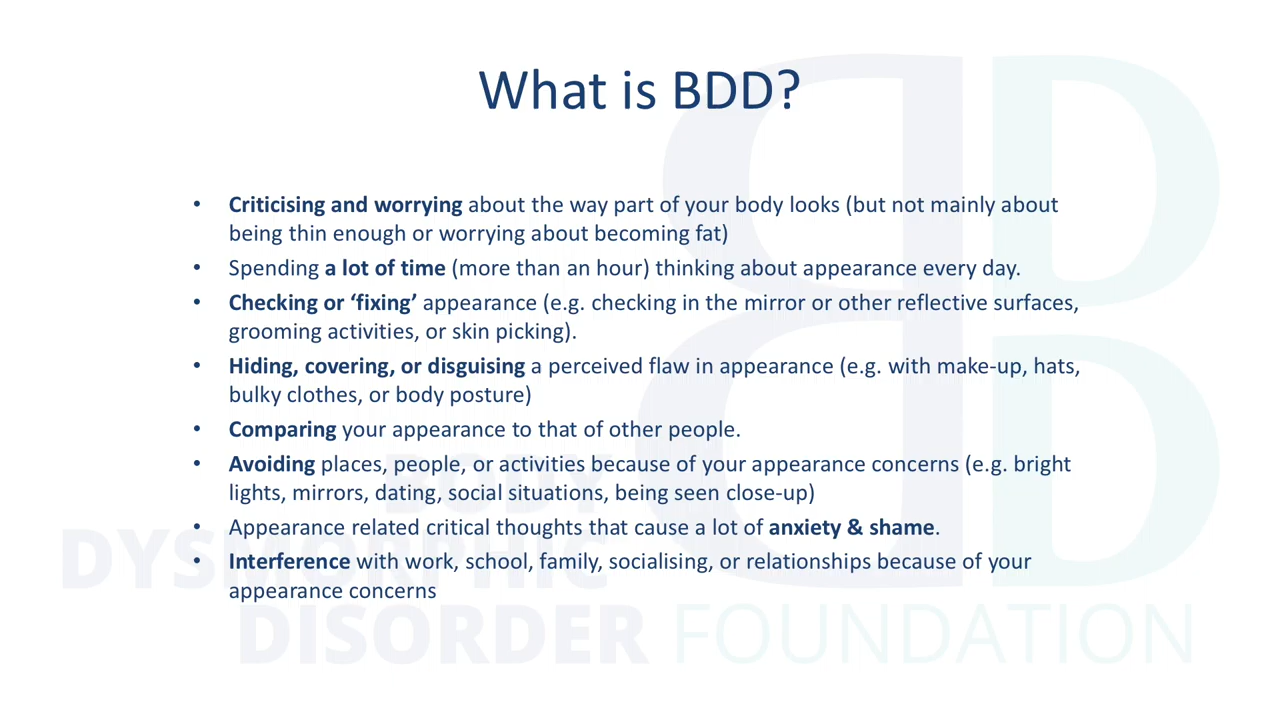 What is BDD?
• Criticising and worrying about the way part of your body looks (but not mainly about
being thin enough or worrying about becoming fat)
• Spending a lot of time (more than an hour) thinking about appearance every day.
• Checking or ‘fixing’ appearance (e.g. checking in the mirror or other reflective surfaces,
grooming activities, or skin picking).
• Hiding, covering, or disguising a perceived flaw in appearance (e.g. with make-up, hats,
bulky clothes, or body posture)
• Comparing your appearance to that of other people.
• Avoiding places, people, or activities because of your appearance concerns (e.g. bright
lights, mirrors, dating, social situations, being seen close-up)
• Appearance related critical thoughts that cause a lot of anxiety & shame.
• Interference with work, school, family, socialising, or relationships because of your
appearance concerns
BODY
DYSMORPHIC
DISORDER FOUNDATION